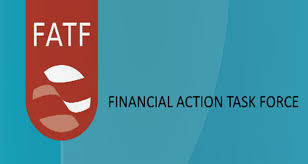 FATF
FINANCIAL ACTION TASK FORCE